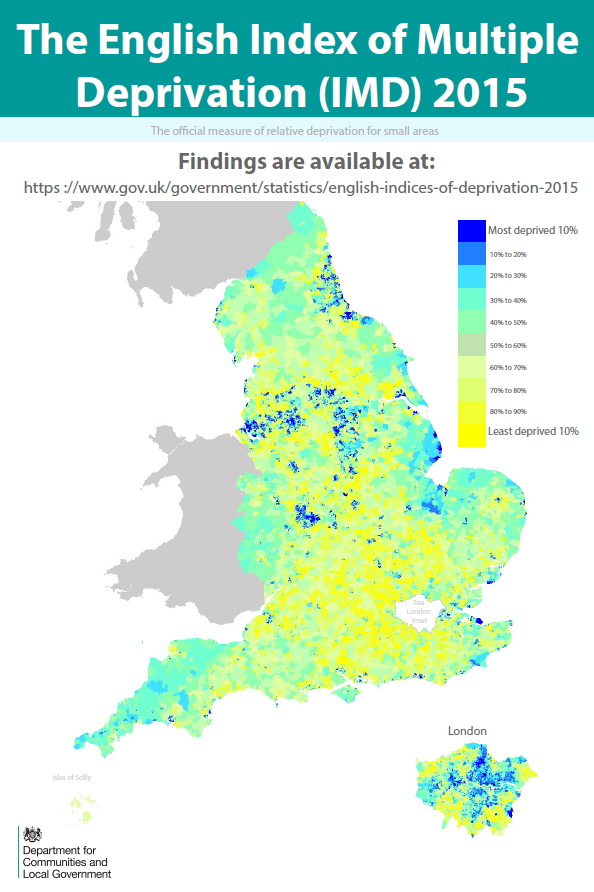 The English Index of Multiple
Deprivation (IMD) 2015
The official measure of relative deprivation for small areas
Findings are available at:
https ://www.gov.uk/government/statistics/english-indices-of-deprivation-2015
Most deprived 10%
10% to 20%
20% to 30%
30% to 40%
40% to 50%
50% to 60%
60% to 70%
70% to 80%
80% to 90%
Least deprived 10%
See
London
Inset
London
Isles of Scilly
Department for
Communities and
Local Government